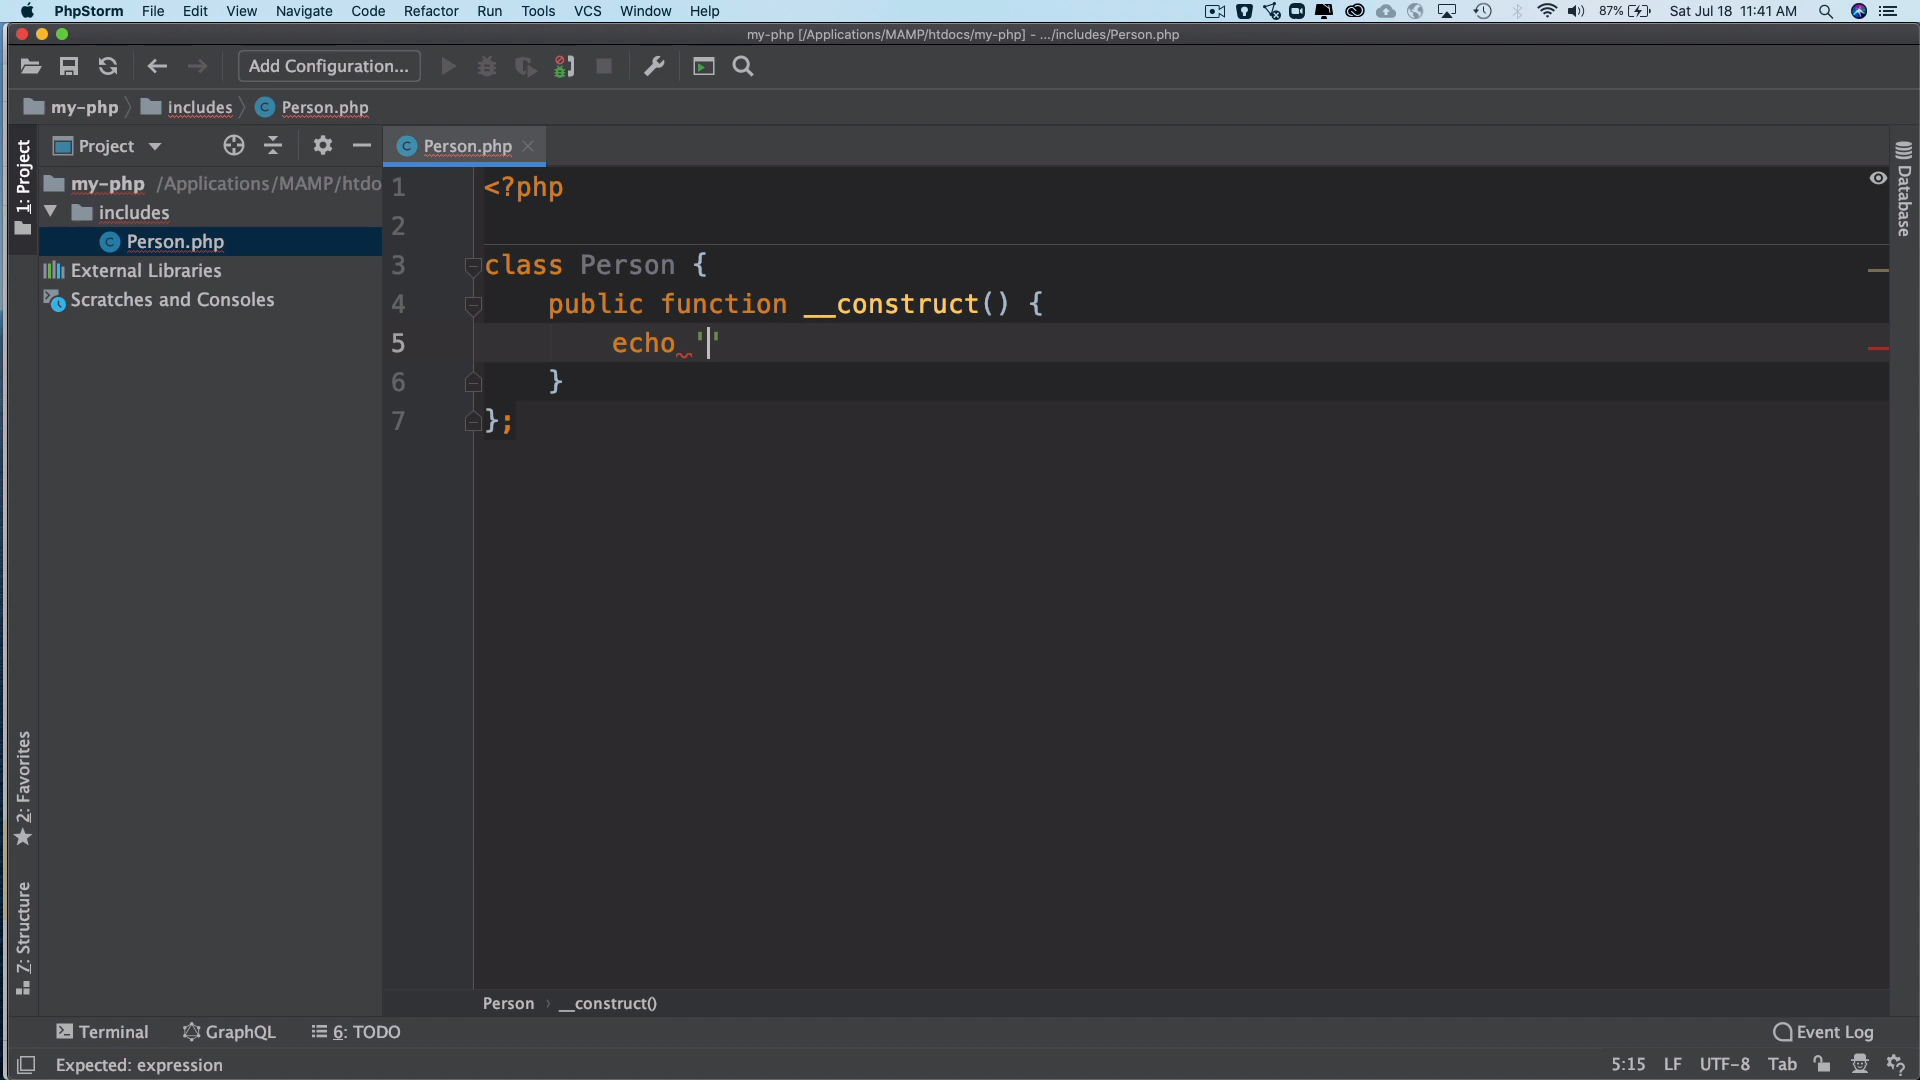 PhpStorm File Edit View Navigate Code Refactor Run Tools VCS Window Help 87% Sat Jul 18 11:41 AM
my-php [/Applications/MAMP/htdocs/my-php] - .../includes/Person.php
Add Configuration...
my-php includes Person.php
1: Project
Project
Person.php
Database
my-php /Applications/MAMP/htdo
includes
Person.php
External Libraries
Scratches and Consoles
1 <?php
2
3 class Person {
4 public function __construct() {
5 echo ''
6 }
7 };
2: Favorites
7: Structure
Person › __construct()
Terminal GraphQL 6: TODO Event Log
Expected: expression 5:15 LF UTF-8 Tab